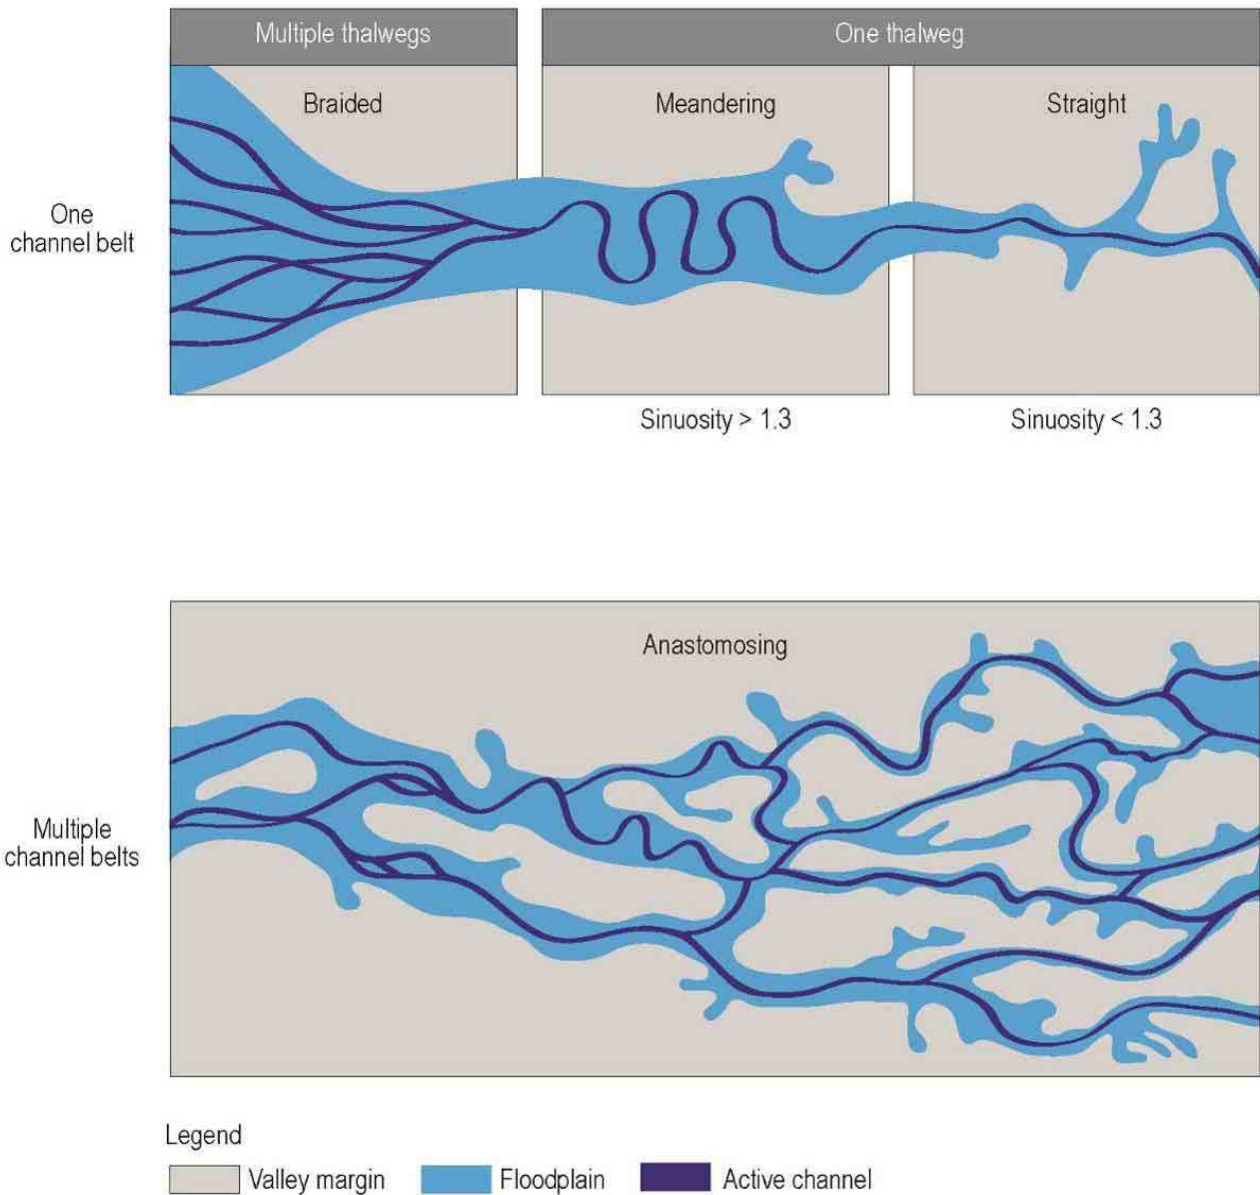 Multiple thalwegs
One thalweg
Braided
Meandering
Straight
One
channel belt
Sinuosity > 1.3
Sinuosity < 1.3
Anastomosing
Multiple
channel belts
Legend
Valley margin
Floodplain
Active channel